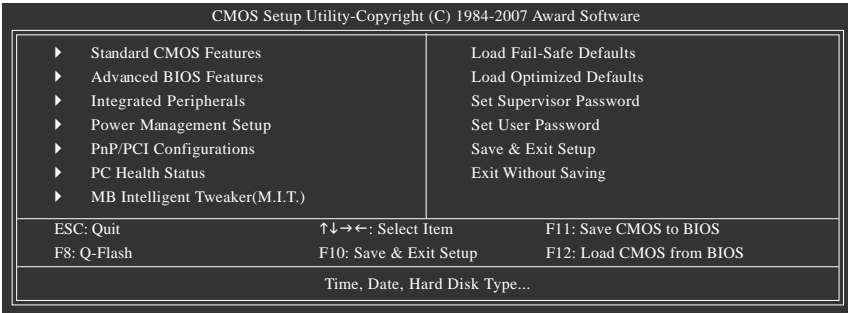 CMOS Setup Utility-Copyright (C) 1984-2007 Award Software
Standard CMOS Features
Advanced BIOS Features
Integrated Peripherals
Power Management Setup
PnP/PCI Configurations
PC Health Status
MB Intelligent Tweaker(M.I.T.)
Load Fail-Safe Defaults
Load Optimized Defaults
Set Supervisor Password
Set User Password
Save & Exit Setup
Exit Without Saving
ESC: Quit
↑↓→←: Select Item
F11: Save CMOS to BIOS
F8: Q-Flash
F10: Save & Exit Setup
F12: Load CMOS from BIOS
Time, Date, Hard Disk Type...